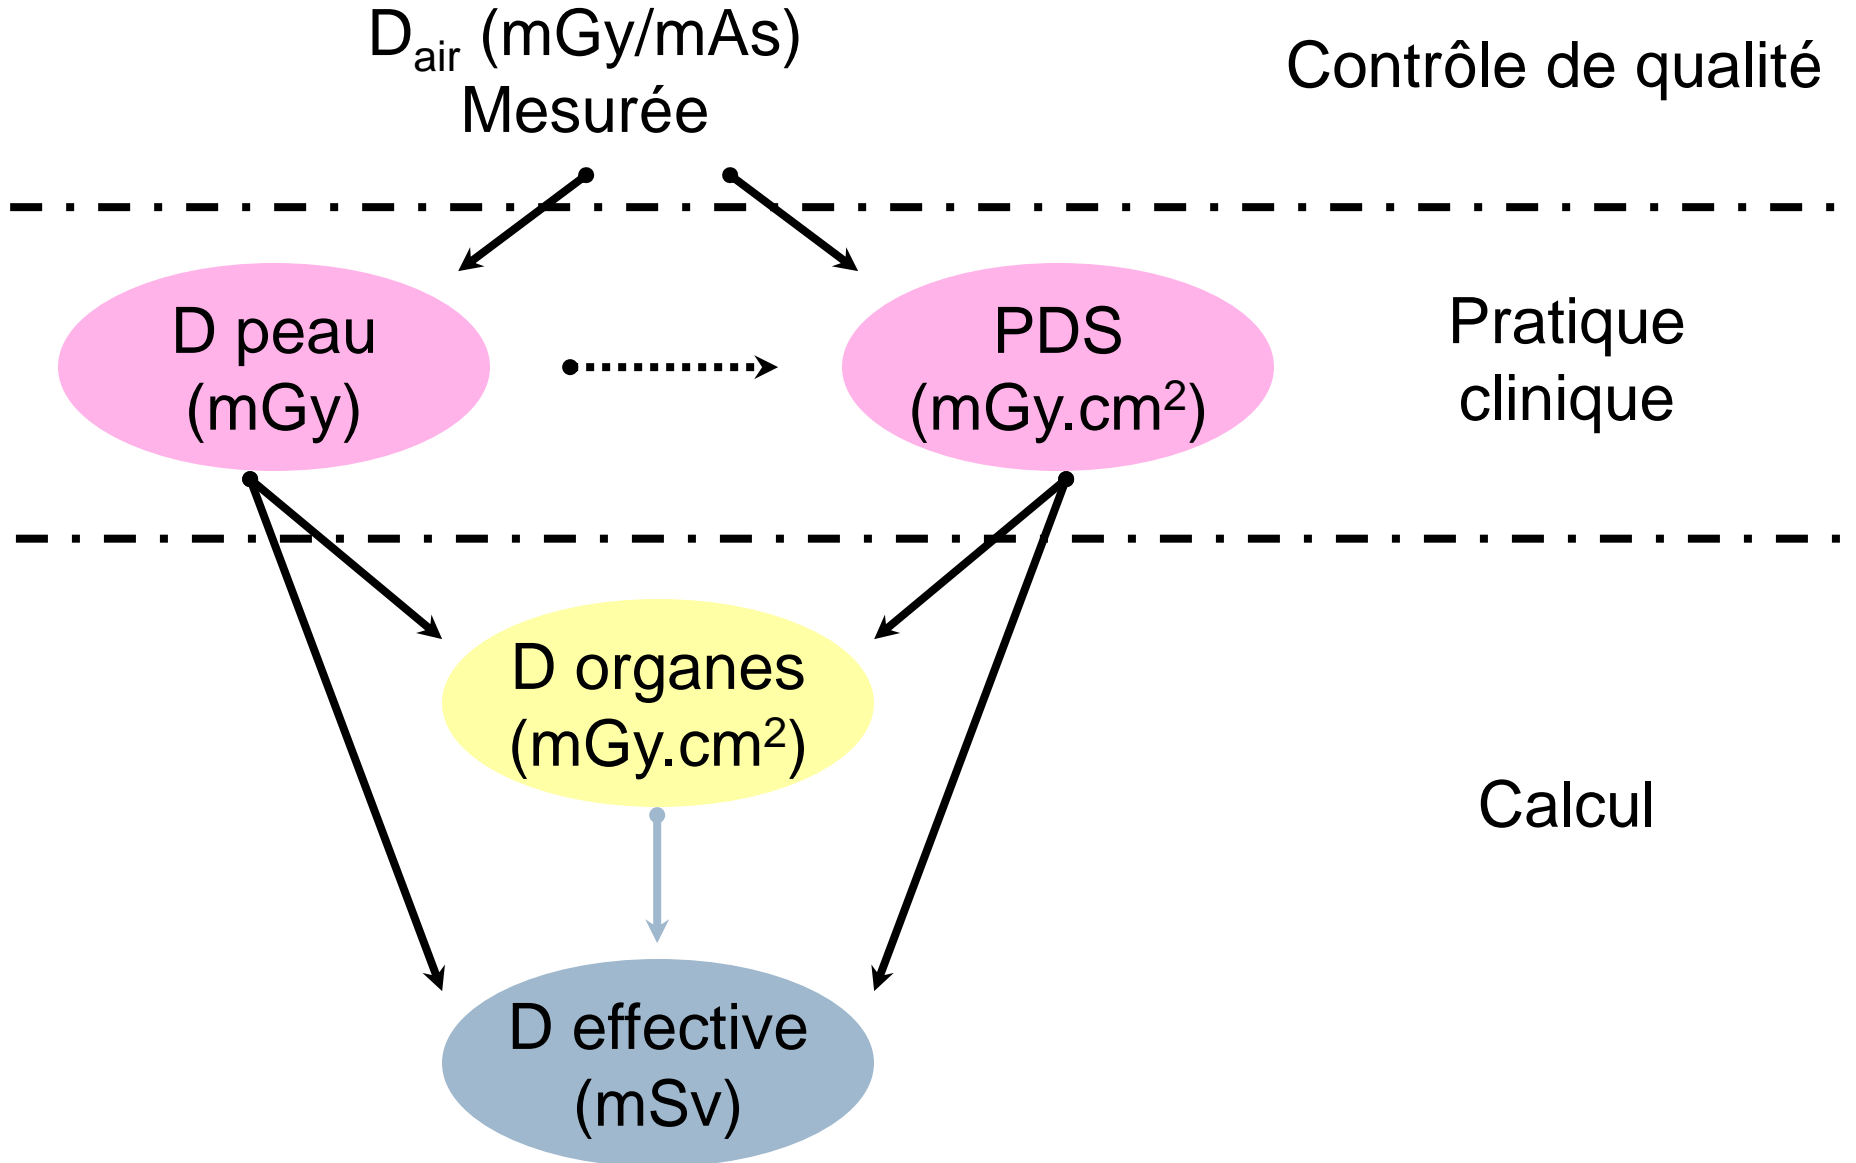 D_air (mGy/mAs)
Mesurée
Contrôle de qualité
D peau
(mGy)
PDS
(mGy.cm²)
Pratique
clinique
D organes
(mGy.cm²)
Calcul
D effective
(mSv)